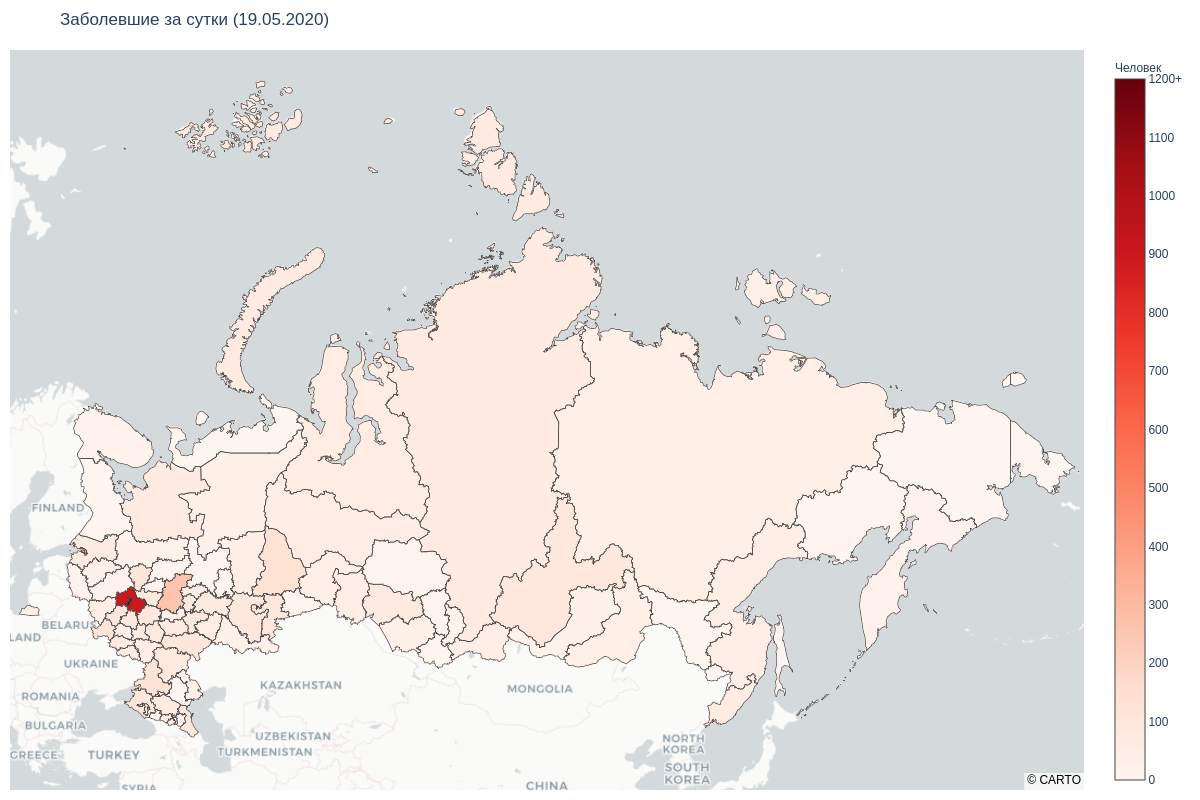 Заболевшие за сутки (19.05.2020)
Человек
1200+
1100
1000
900
800
700
600
500
400
300
200
100
0
FINLAND
BELARUS
LAND
UKRAINE
ROMANIA
BULGARIA
GREECE
TURKEY
SYRIA
KAZAKHSTAN
UZBEKISTAN
TURKMENISTAN
MONGOLIA
CHINA
NORTH
KOREA
SOUTH
KOREA
© CARTO